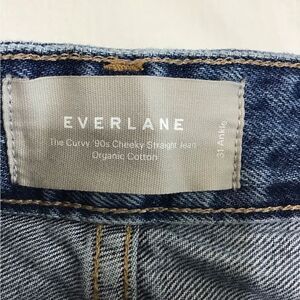 EVERLANE
The Curvy '90s Cheeky Straight Jean
Organic Cotton
31 Ankle